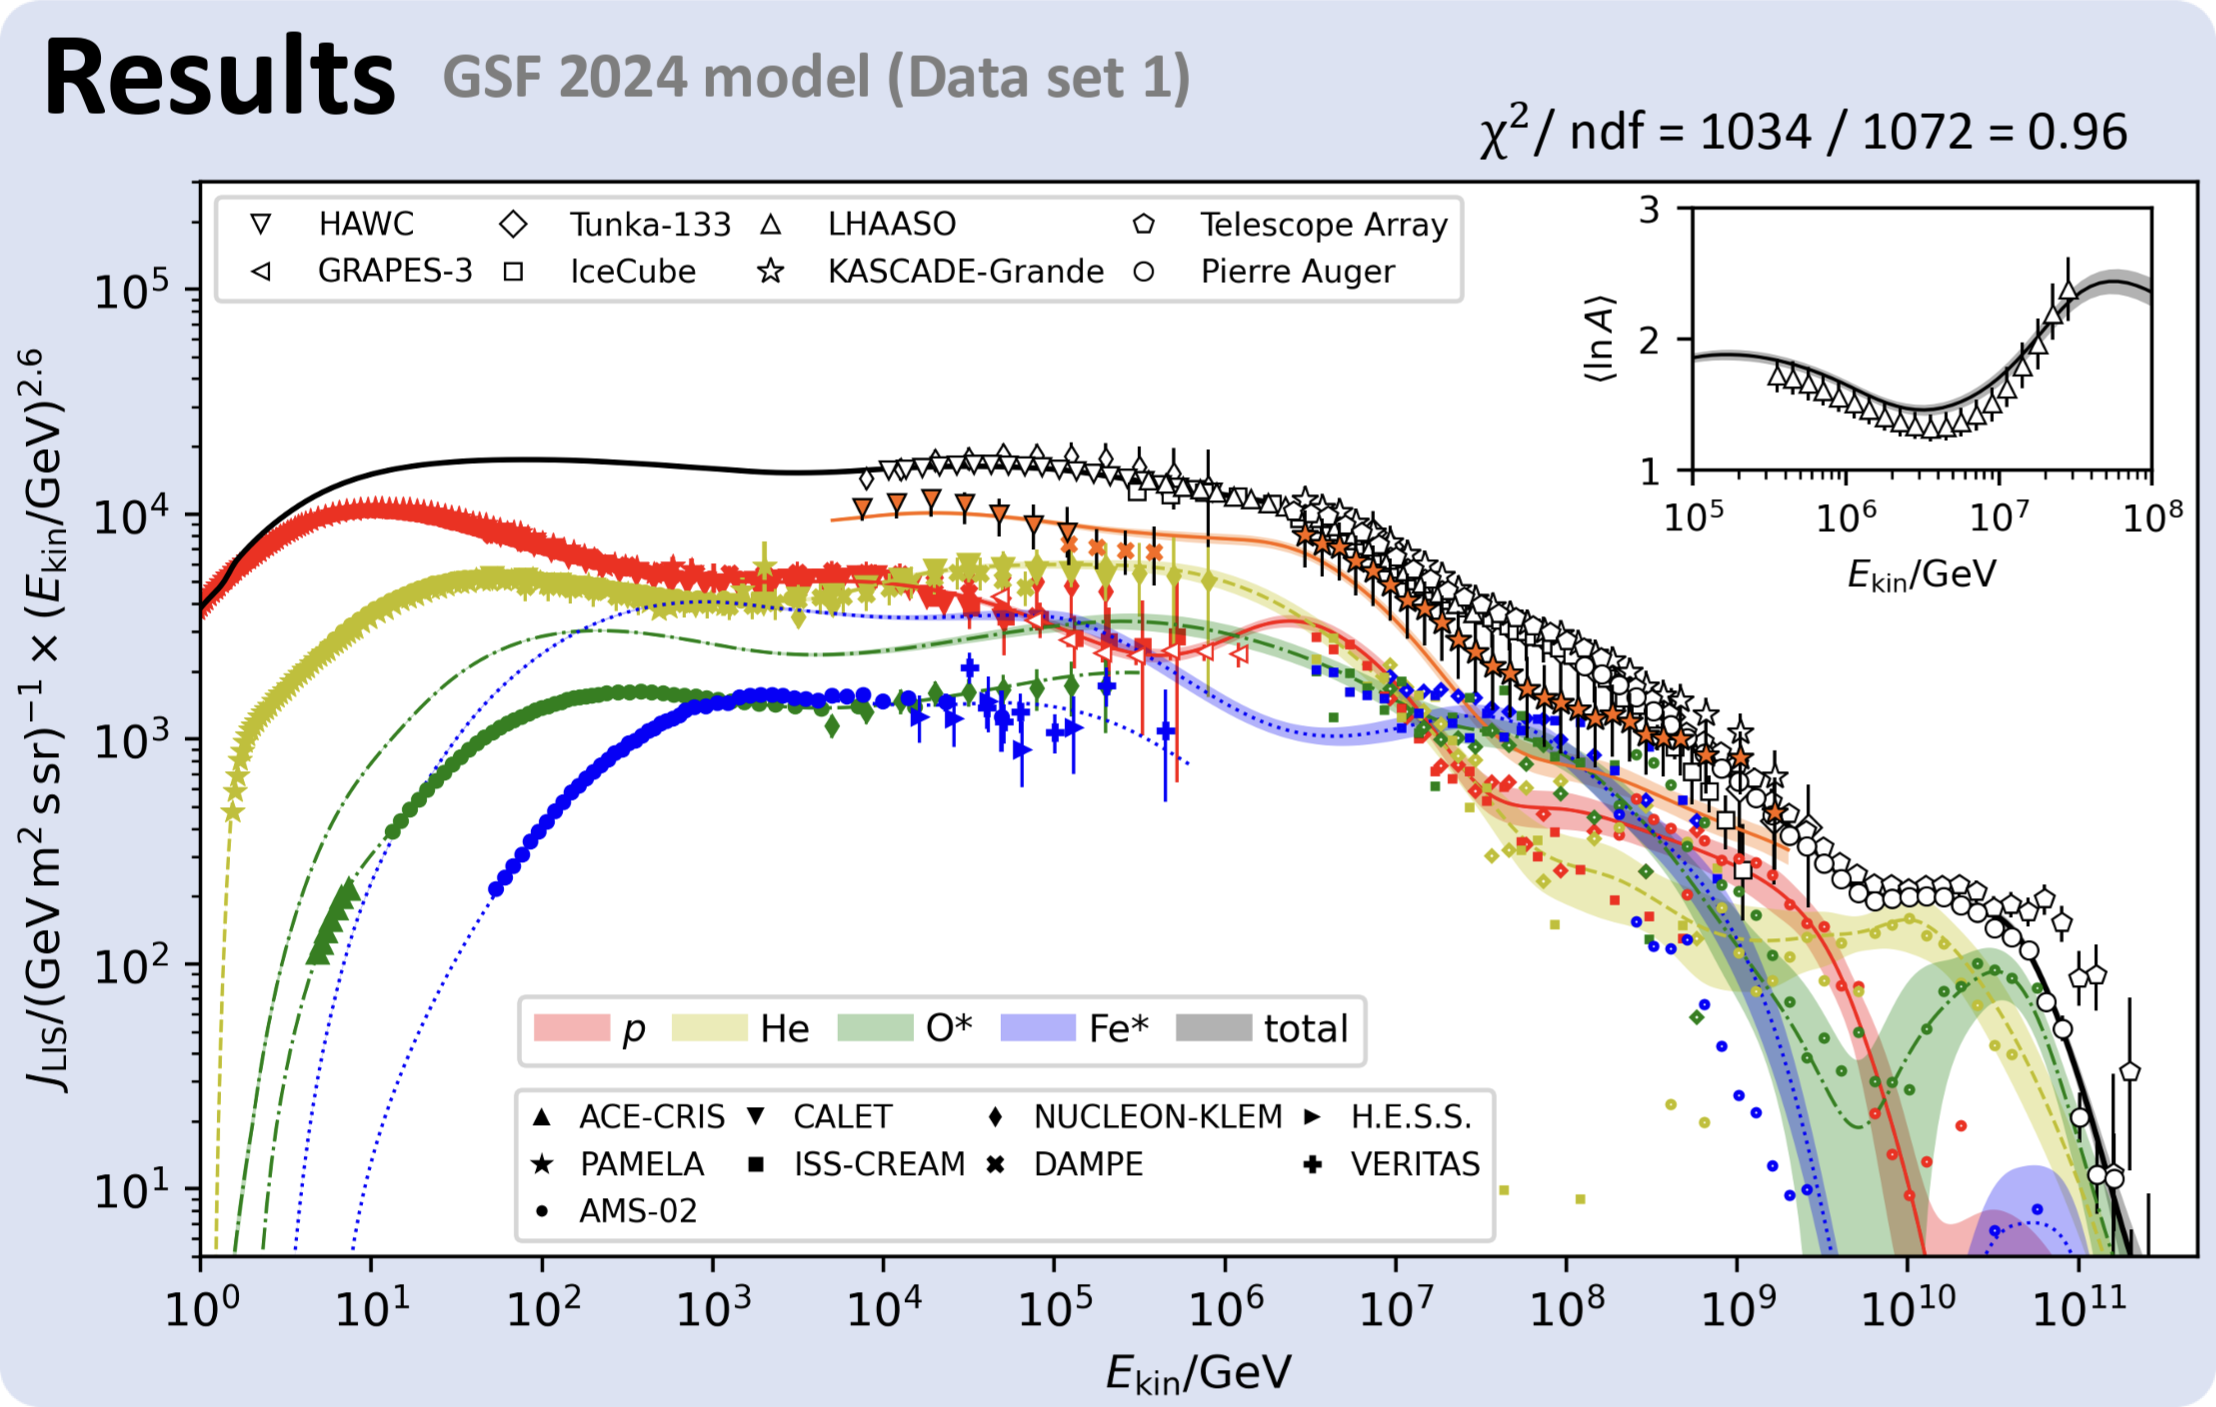 Results GSF 2024 model (Data set 1)
χ²/ ndf = 1034 / 1072 = 0.96
HAWC Tunka-133 LHAASO Telescope Array
GRAPES-3 IceCube KASCADE-Grande Pierre Auger
J_LIS/(GeV m² s sr)⁻¹ × (E_kin/GeV)^2.6
10⁵
10⁴
10³
10²
10¹
⟨ln A⟩
3
2
1
10⁵ 10⁶ 10⁷ 10⁸
E_kin/GeV
p He O* Fe* total
ACE-CRIS CALET NUCLEON-KLEM H.E.S.S.
PAMELA ISS-CREAM DAMPE VERITAS
AMS-02
10⁰ 10¹ 10² 10³ 10⁴ 10⁵ 10⁶ 10⁷ 10⁸ 10⁹ 10¹⁰ 10¹¹
E_kin/GeV